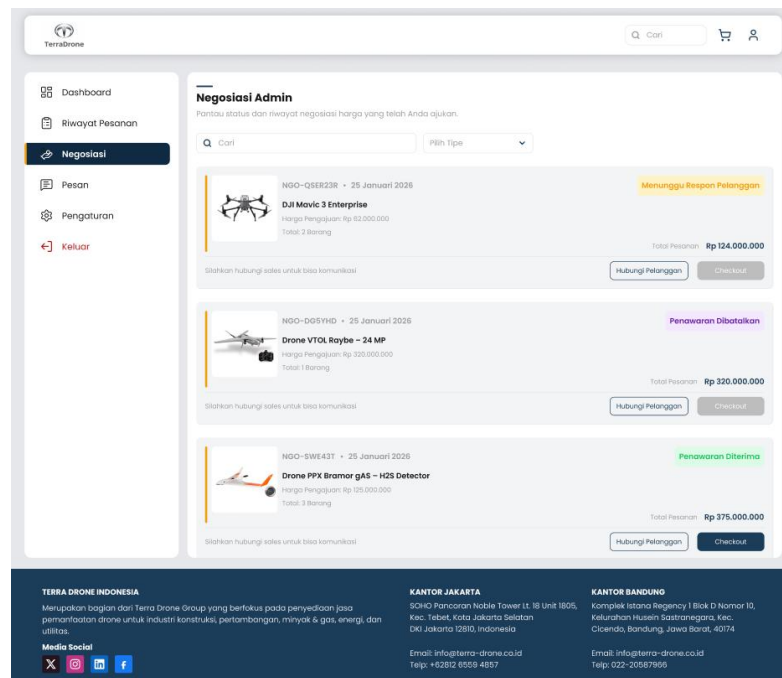 TerraDrone
Cari
Dashboard
Riwayat Pesanan
Negosiasi
Pesan
Pengaturan
Keluar
Negosiasi Admin
Pantau status dan riwayat negosiasi harga yang telah Anda ajukan.
Cari
Pilih Tipe
NGO-QSER23R • 25 Januari 2026
Menunggu Respon Pelanggan
DJI Mavic 3 Enterprise
Harga Pengajuan: Rp 62.000.000
Total: 2 Barang
Total Pesanan Rp 124.000.000
Silahkan hubungi sales untuk bisa komunikasi
Hubungi Pelanggan
Checkout
NGO-DG5YHD • 25 Januari 2026
Penawaran Dibatalkan
Drone VTOL Raybe – 24 MP
Harga Pengajuan: Rp 320.000.000
Total: 1 Barang
Total Pesanan Rp 320.000.000
Silahkan hubungi sales untuk bisa komunikasi
Hubungi Pelanggan
Checkout
NGO-SWE43T • 25 Januari 2026
Penawaran Diterima
Drone PPX Bramor gAS – H2S Detector
Harga Pengajuan: Rp 125.000.000
Total: 3 Barang
Total Pesanan Rp 375.000.000
Silahkan hubungi sales untuk bisa komunikasi
Hubungi Pelanggan
Checkout
TERRA DRONE INDONESIA
Merupakan bagian dari Terra Drone Group yang berfokus pada penyediaan jasa
pemanfaatan drone untuk industri konstruksi, pertambangan, minyak & gas, energi, dan
utilitas.
Media Social
KANTOR JAKARTA
SOHO Pancoran Noble Tower Lt. 18 Unit 1805,
Kec. Tebet, Kota Jakarta Selatan
DKI Jakarta 12810, Indonesia
Email: info@terra-drone.co.id
Telp: +62812 6559 4857
KANTOR BANDUNG
Komplek Istana Regency 1 Blok D Nomor 10,
Kelurahan Husein Sastranegara, Kec.
Cicendo, Bandung, Jawa Barat, 40174
Email: info@terra-drone.co.id
Telp: 022-20587966